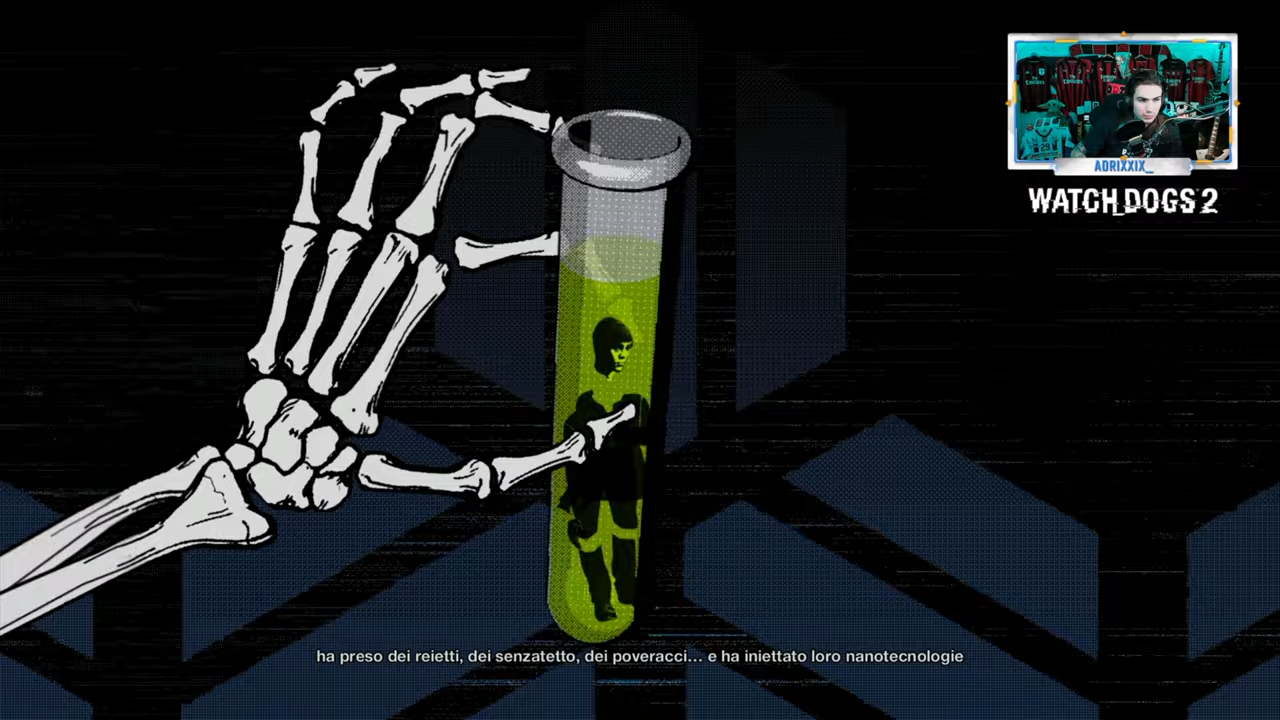 ADRIXXIX_
WATCH_DOGS 2
ha preso dei reietti, dei senzatetto, dei poveracci... e ha iniettato loro nanotecnologie